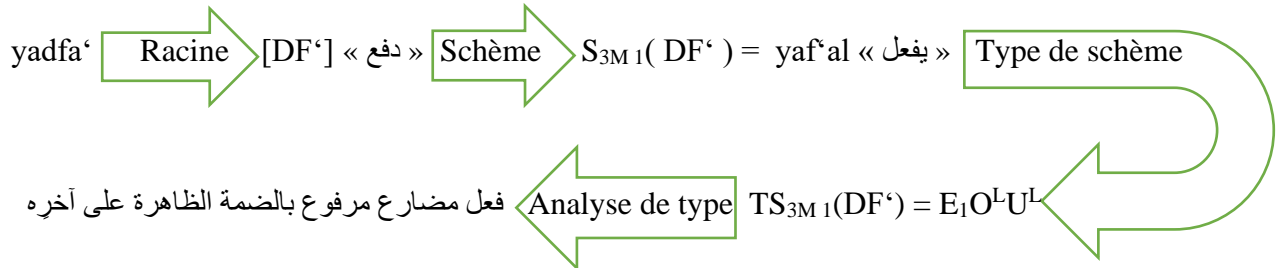 yadfa‘ Racine [DF‘] « دفع » Schème S3M 1( DF‘ ) = yaf‘al « يفعل » Type de schème
فعل مضارع مرفوع بالضمة الظاهرة على آخرِه Analyse de type TS3M 1(DF‘) = E1OLUL